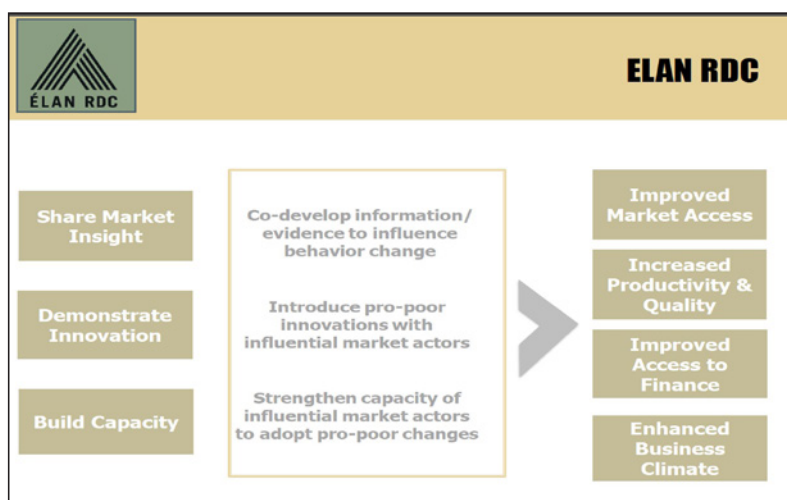 ÉLAN RDC
ELAN RDC
Share Market
Insight
Demonstrate
Innovation
Build Capacity
Co-develop information/
evidence to influence
behavior change
Introduce pro-poor
innovations with
influential market actors
Strengthen capacity of
influential market actors
to adopt pro-poor changes
Improved
Market Access
Increased
Productivity &
Quality
Improved
Access to
Finance
Enhanced
Business
Climate